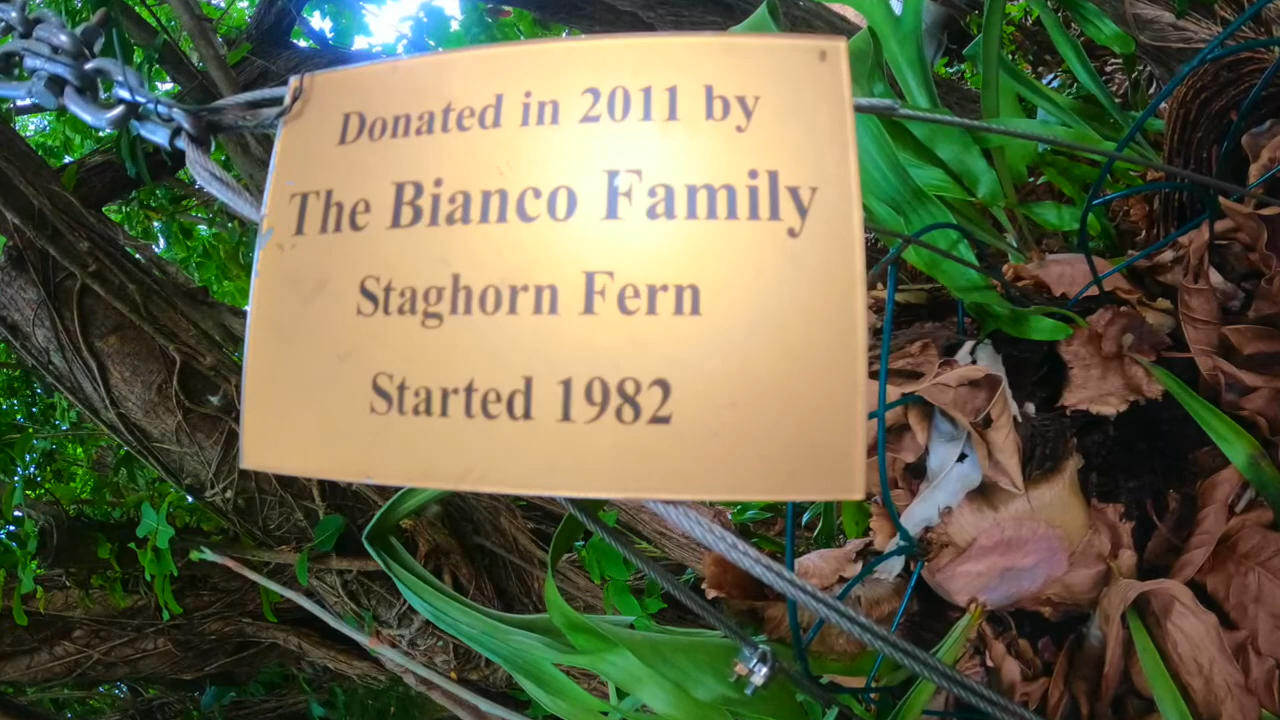 Donated in 2011 by
The Bianco Family
Staghorn Fern
Started 1982